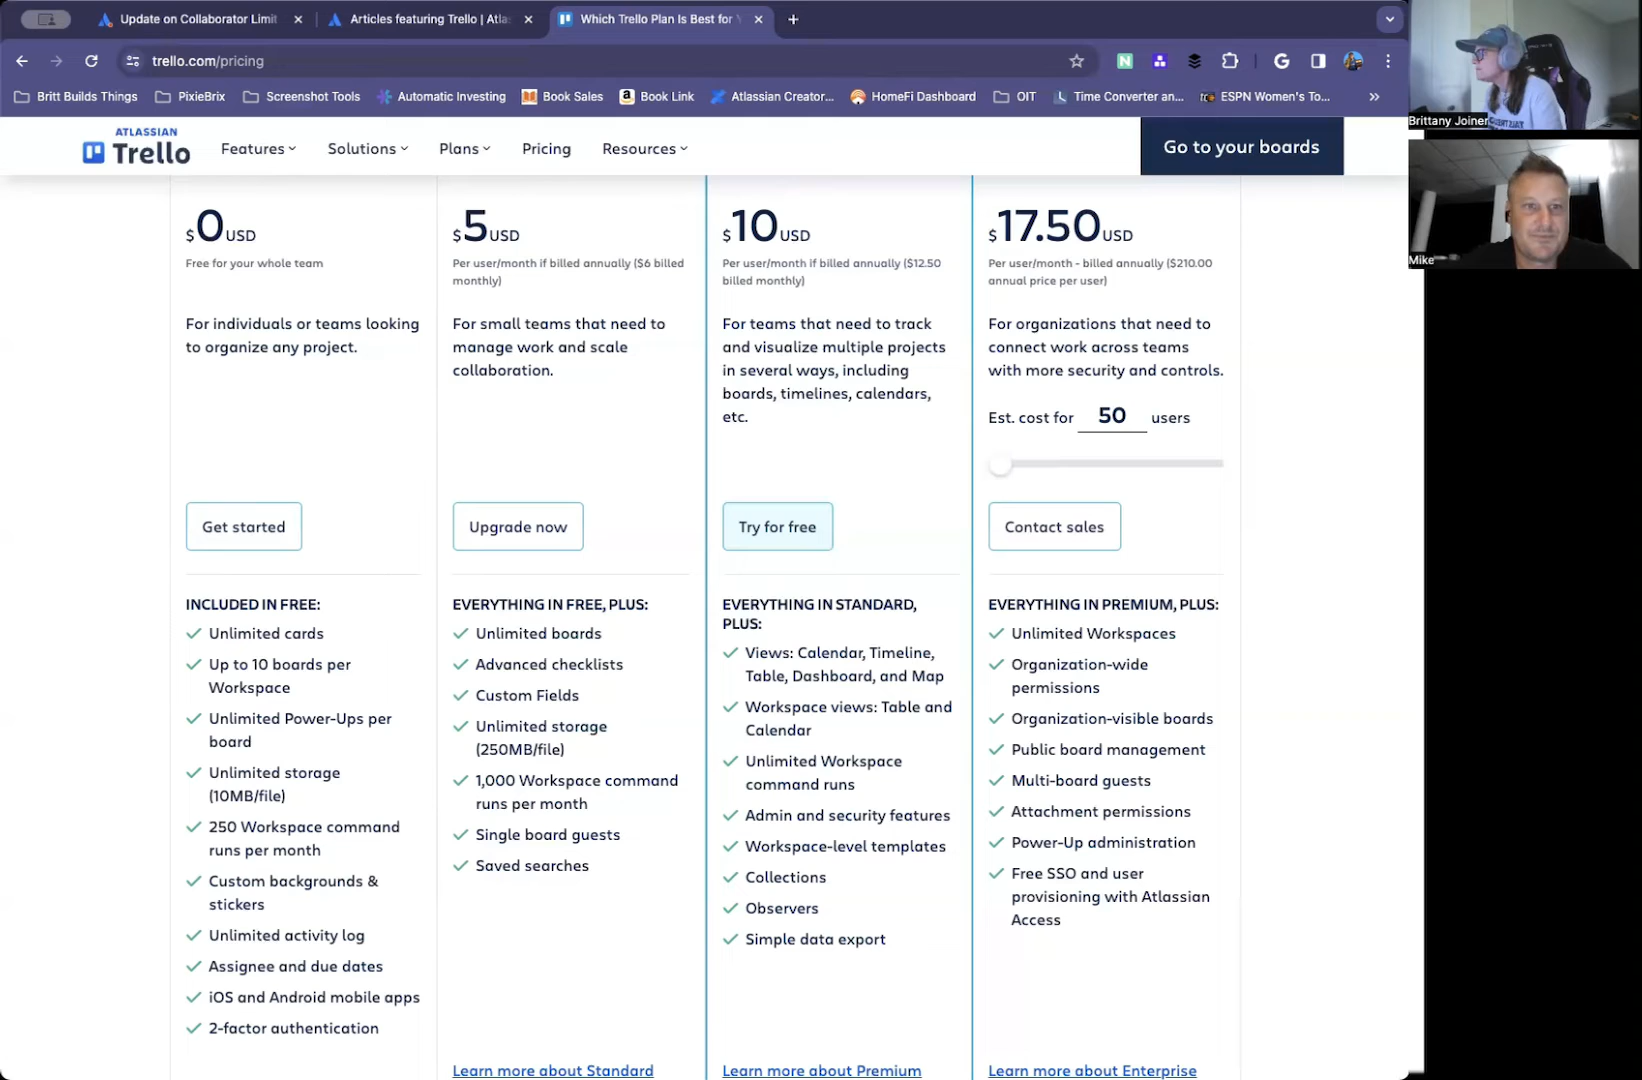 Update on Collaborator Limit
Articles featuring Trello | Atla
Which Trello Plan Is Best for Y
trello.com/pricing
Britt Builds Things
PixieBrix
Screenshot Tools
Automatic Investing
Book Sales
Book Link
Atlassian Creator...
HomeFi Dashboard
OIT
Time Converter an...
ESPN Women's To...
Brittany Joiner
Mike
ATLASSIAN
Trello
Features
Solutions
Plans
Pricing
Resources
Go to your boards
$0USD
Free for your whole team
Get started
INCLUDED IN FREE:
Unlimited cards
Up to 10 boards per
Workspace
Unlimited Power-Ups per
board
Unlimited storage
(10MB/file)
250 Workspace command
runs per month
Custom backgrounds &
stickers
Unlimited activity log
Assignee and due dates
iOS and Android mobile apps
2-factor authentication
For individuals or teams looking
to organize any project.
$5USD
Per user/month if billed annually ($6 billed
monthly)
For small teams that need to
manage work and scale
collaboration.
Upgrade now
EVERYTHING IN FREE, PLUS:
Unlimited boards
Advanced checklists
Custom Fields
Unlimited storage
(250MB/file)
1,000 Workspace command
runs per month
Single board guests
Saved searches
Learn more about Standard
$10USD
Per user/month if billed annually ($12.50
billed monthly)
For teams that need to track
and visualize multiple projects
in several ways, including
boards, timelines, calendars,
etc.
Try for free
EVERYTHING IN STANDARD,
PLUS:
Views: Calendar, Timeline,
Table, Dashboard, and Map
Workspace views: Table and
Calendar
Unlimited Workspace
command runs
Admin and security features
Workspace-level templates
Collections
Observers
Simple data export
Learn more about Premium
$17.50USD
Per user/month - billed annually ($210.00
annual price per user)
For organizations that need to
connect work across teams
with more security and controls.
Est. cost for 50 users
Contact sales
EVERYTHING IN PREMIUM, PLUS:
Unlimited Workspaces
Organization-wide
permissions
Organization-visible boards
Public board management
Multi-board guests
Attachment permissions
Power-Up administration
Free SSO and user
provisioning with Atlassian
Access
Learn more about Enterprise